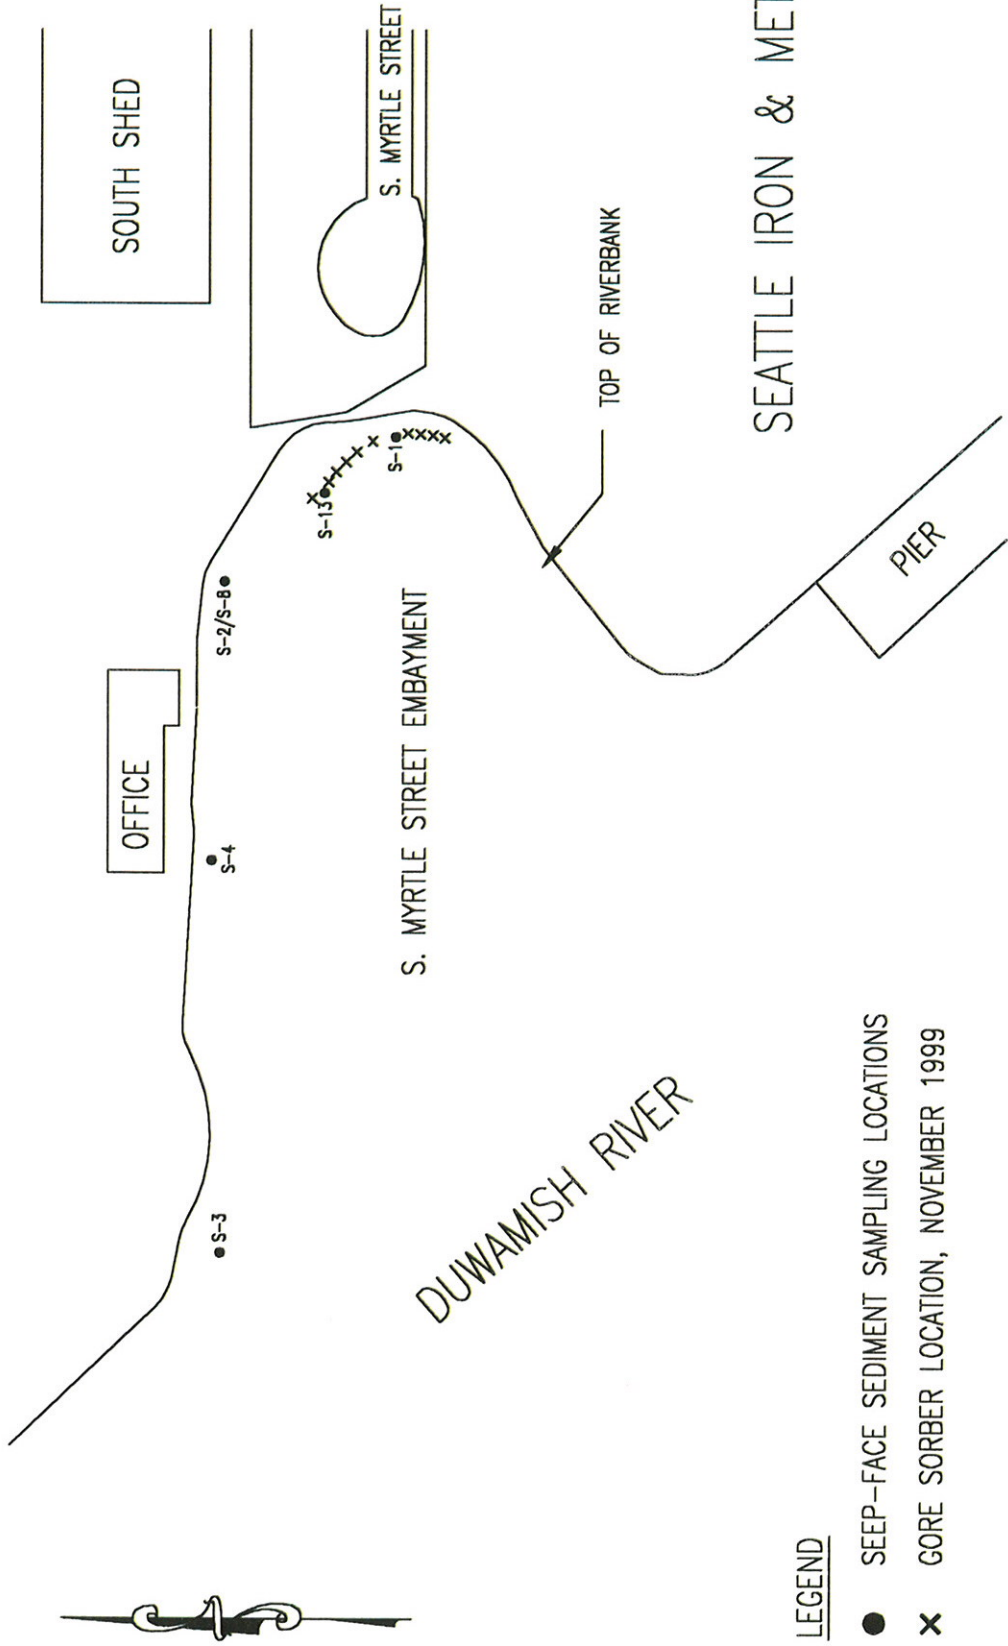 SOUTH SHED
S. MYRTLE STREET
OFFICE
S-2/S-8
S-13
S-1
S-4
S-3
S. MYRTLE STREET EMBAYMENT
TOP OF RIVERBANK
DUWAMISH RIVER
PIER
SEATTLE IRON & MET
LEGEND
SEEP-FACE SEDIMENT SAMPLING LOCATIONS
GORE SORBER LOCATION, NOVEMBER 1999